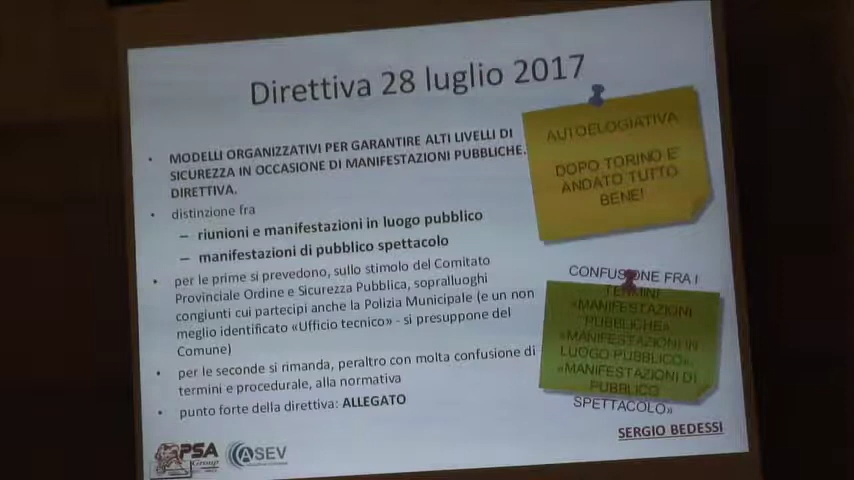 Direttiva 28 luglio 2017
• MODELLI ORGANIZZATIVI PER GARANTIRE ALTI LIVELLI DI
SICUREZZA IN OCCASIONE DI MANIFESTAZIONI PUBBLICHE.
DIRETTIVA.
• distinzione fra
– riunioni e manifestazioni in luogo pubblico
– manifestazioni di pubblico spettacolo
• per le prime si prevedono, sullo stimolo del Comitato
Provinciale Ordine e Sicurezza Pubblica, sopralluoghi
congiunti cui partecipi anche la Polizia Municipale (e un non
meglio identificato «Ufficio tecnico» - si presuppone del
Comune)
• per le seconde si rimanda, peraltro con molta confusione di
termini e procedurale, alla normativa
• punto forte della direttiva: ALLEGATO
AUTOELOGIATIVA
DOPO TORINO E'
ANDATO TUTTO
BENE!
CONFUSIONE FRA I
TERMINI
«MANIFESTAZIONI
PUBBLICHE»,
«MANIFESTAZIONI IN
LUOGO PUBBLICO»,
«MANIFESTAZIONI DI
PUBBLICO
SPETTACOLO»
SERGIO BEDESSI
PSA
Group
ASEV